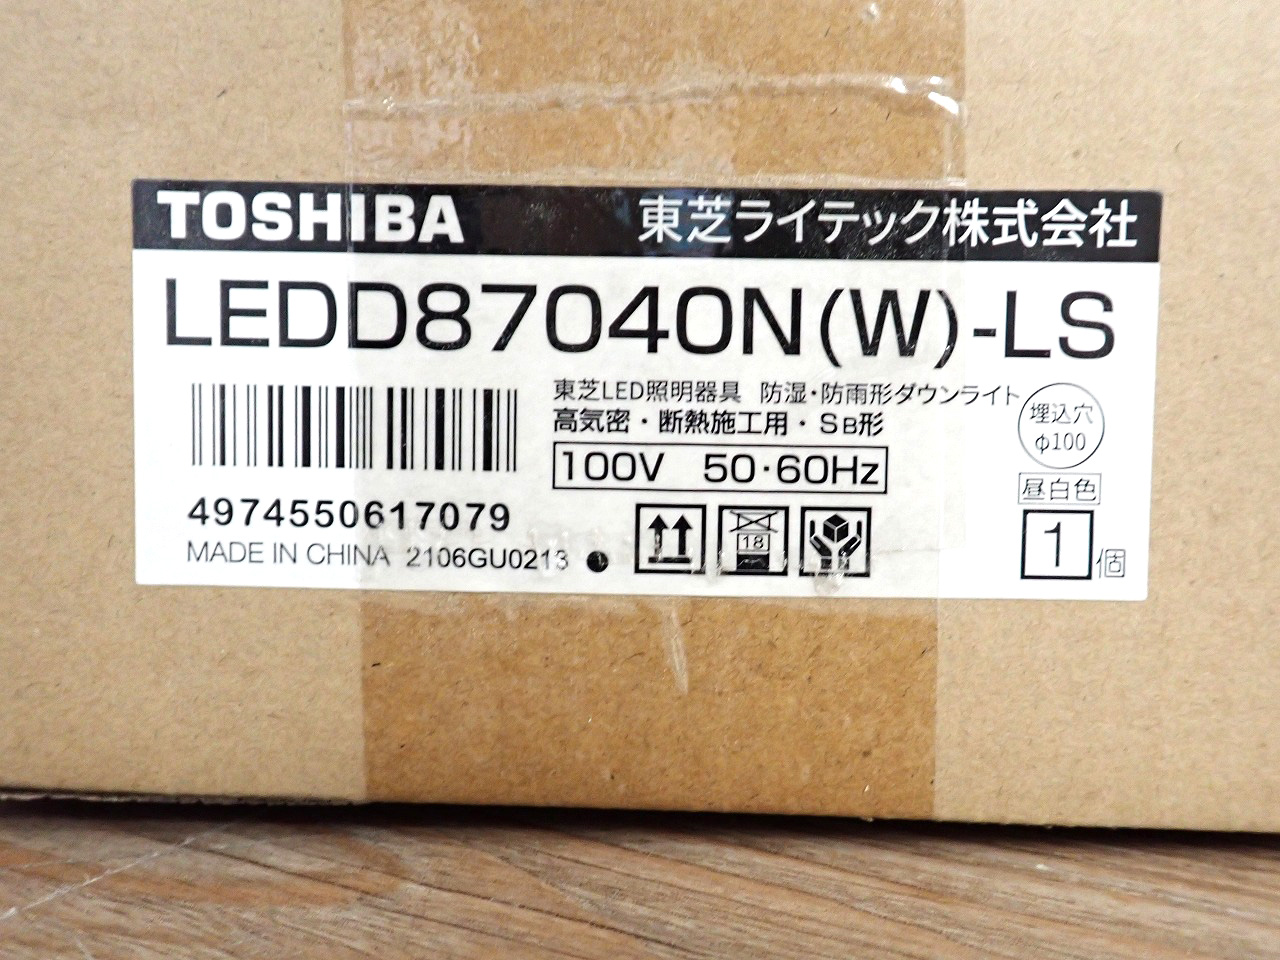 TOSHIBA 東芝ライテック株式会社
LEDD87040N(W)-LS
東芝LED照明器具 防湿・防雨形ダウンライト
高気密・断熱施工用・SB形
埋込穴
φ100
100V 50・60Hz
昼白色
4974550617079
18
1個
MADE IN CHINA 2106GU0213